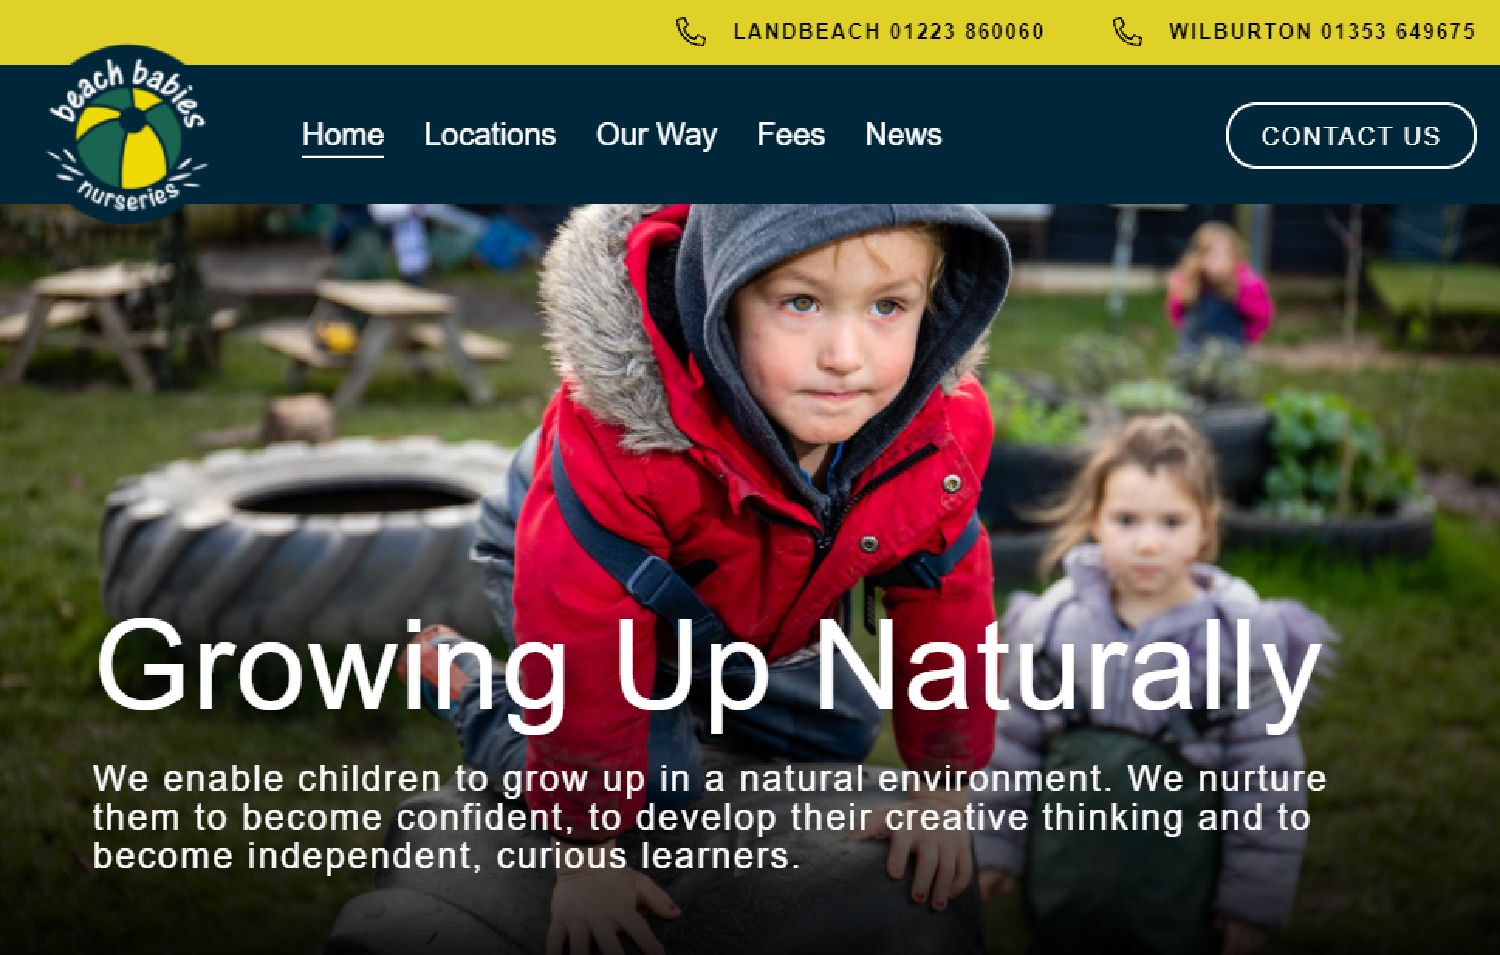 LANDBEACH 01223 860060
WILBURTON 01353 649675
beach babies
nurseries
Home
Locations
Our Way
Fees
News
CONTACT US
Growing Up Naturally
We enable children to grow up in a natural environment. We nurture
them to become confident, to develop their creative thinking and to
become independent, curious learners.